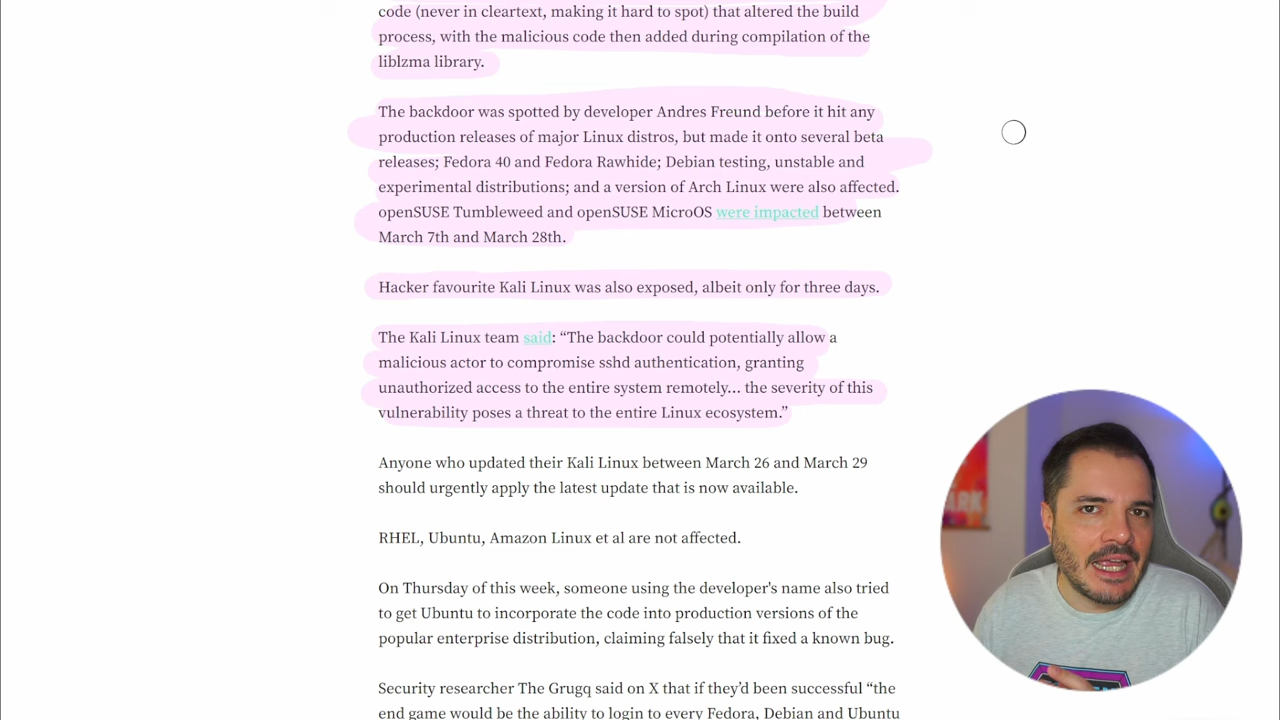 code (never in cleartext, making it hard to spot) that altered the build
process, with the malicious code then added during compilation of the
liblzma library.
The backdoor was spotted by developer Andres Freund before it hit any
production releases of major Linux distros, but made it onto several beta
releases; Fedora 40 and Fedora Rawhide; Debian testing, unstable and
experimental distributions; and a version of Arch Linux were also affected.
openSUSE Tumbleweed and openSUSE MicroOS were impacted between
March 7th and March 28th.
Hacker favourite Kali Linux was also exposed, albeit only for three days.
The Kali Linux team said: “The backdoor could potentially allow a
malicious actor to compromise sshd authentication, granting
unauthorized access to the entire system remotely… the severity of this
vulnerability poses a threat to the entire Linux ecosystem.”
Anyone who updated their Kali Linux between March 26 and March 29
should urgently apply the latest update that is now available.
RHEL, Ubuntu, Amazon Linux et al are not affected.
On Thursday of this week, someone using the developer's name also tried
to get Ubuntu to incorporate the code into production versions of the
popular enterprise distribution, claiming falsely that it fixed a known bug.
Security researcher The Grugq said on X that if they’d been successful “the
end game would be the ability to login to every Fedora, Debian and Ubuntu